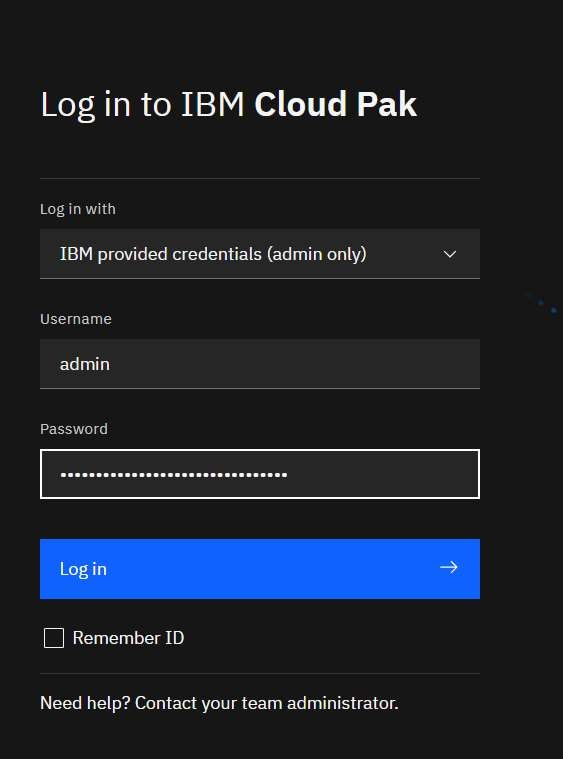 Log in to IBM Cloud Pak
Log in with
IBM provided credentials (admin only)
Username
admin
Password
••••••••••••••••••••••••••••••••
Log in
Remember ID
Need help? Contact your team administrator.